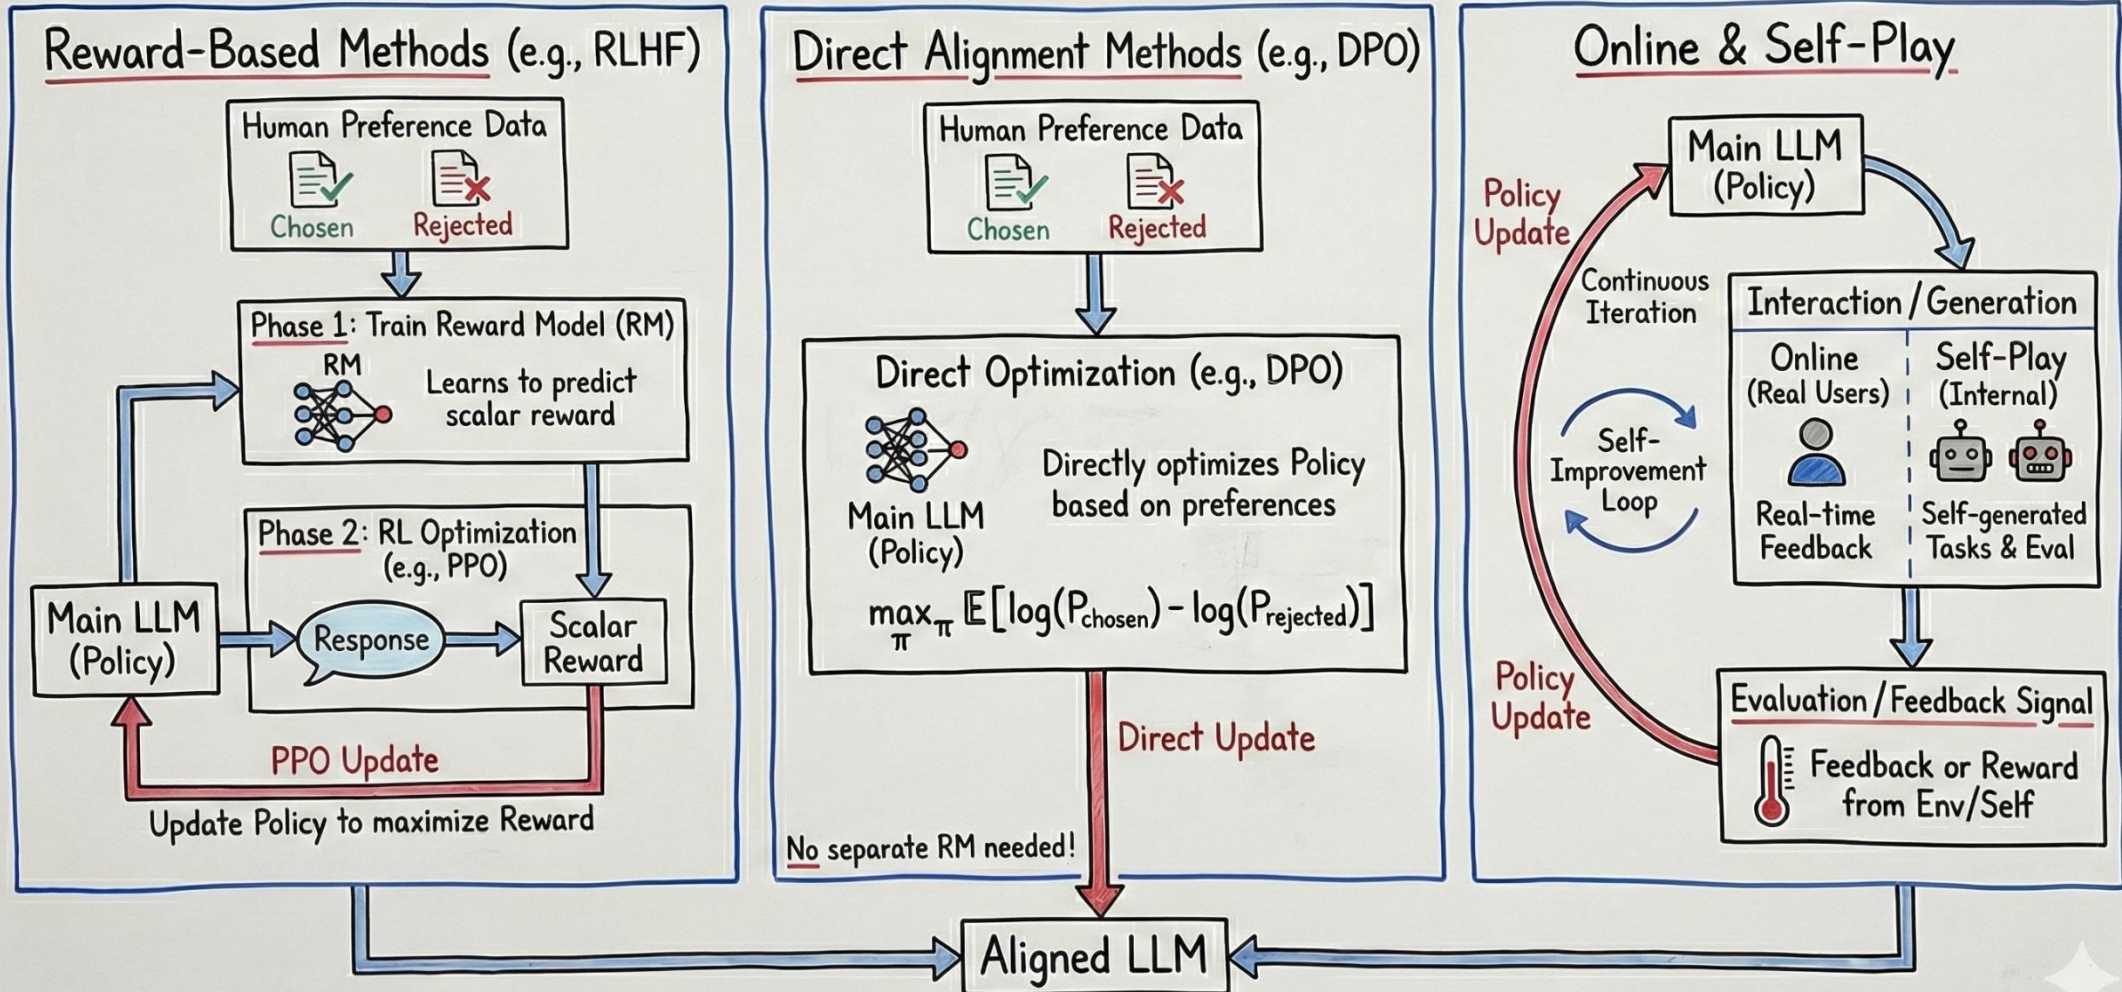 Reward-Based Methods (e.g., RLHF)
Human Preference Data
Chosen
Rejected
Phase 1: Train Reward Model (RM)
RM
Learns to predict
scalar reward
Phase 2: RL Optimization
(e.g., PPO)
Main LLM
(Policy)
Response
Scalar
Reward
PPO Update
Update Policy to maximize Reward
Direct Alignment Methods (e.g., DPO)
Human Preference Data
Chosen
Rejected
Direct Optimization (e.g., DPO)
Main LLM
(Policy)
Directly optimizes Policy
based on preferences
max_π π E[log(P_chosen) - log(P_rejected)]
Direct Update
No separate RM needed!
Online & Self-Play
Main LLM
(Policy)
Policy
Update
Continuous
Iteration
Interaction / Generation
Online
(Real Users)
Real-time
Feedback
Self-Play
(Internal)
Self-generated
Tasks & Eval
Self-
Improvement
Loop
Policy
Update
Evaluation / Feedback Signal
Feedback or Reward
from Env/Self
Aligned LLM